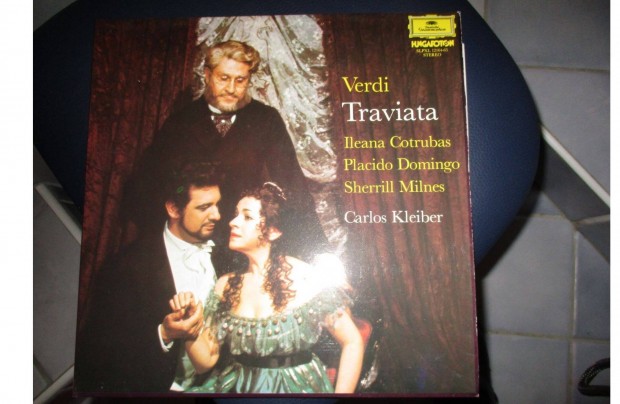 HUNGAROTON
STEREO
Verdi
Traviata
Ileana Cotrubas
Placido Domingo
Sherrill Milnes
Carlos Kleiber